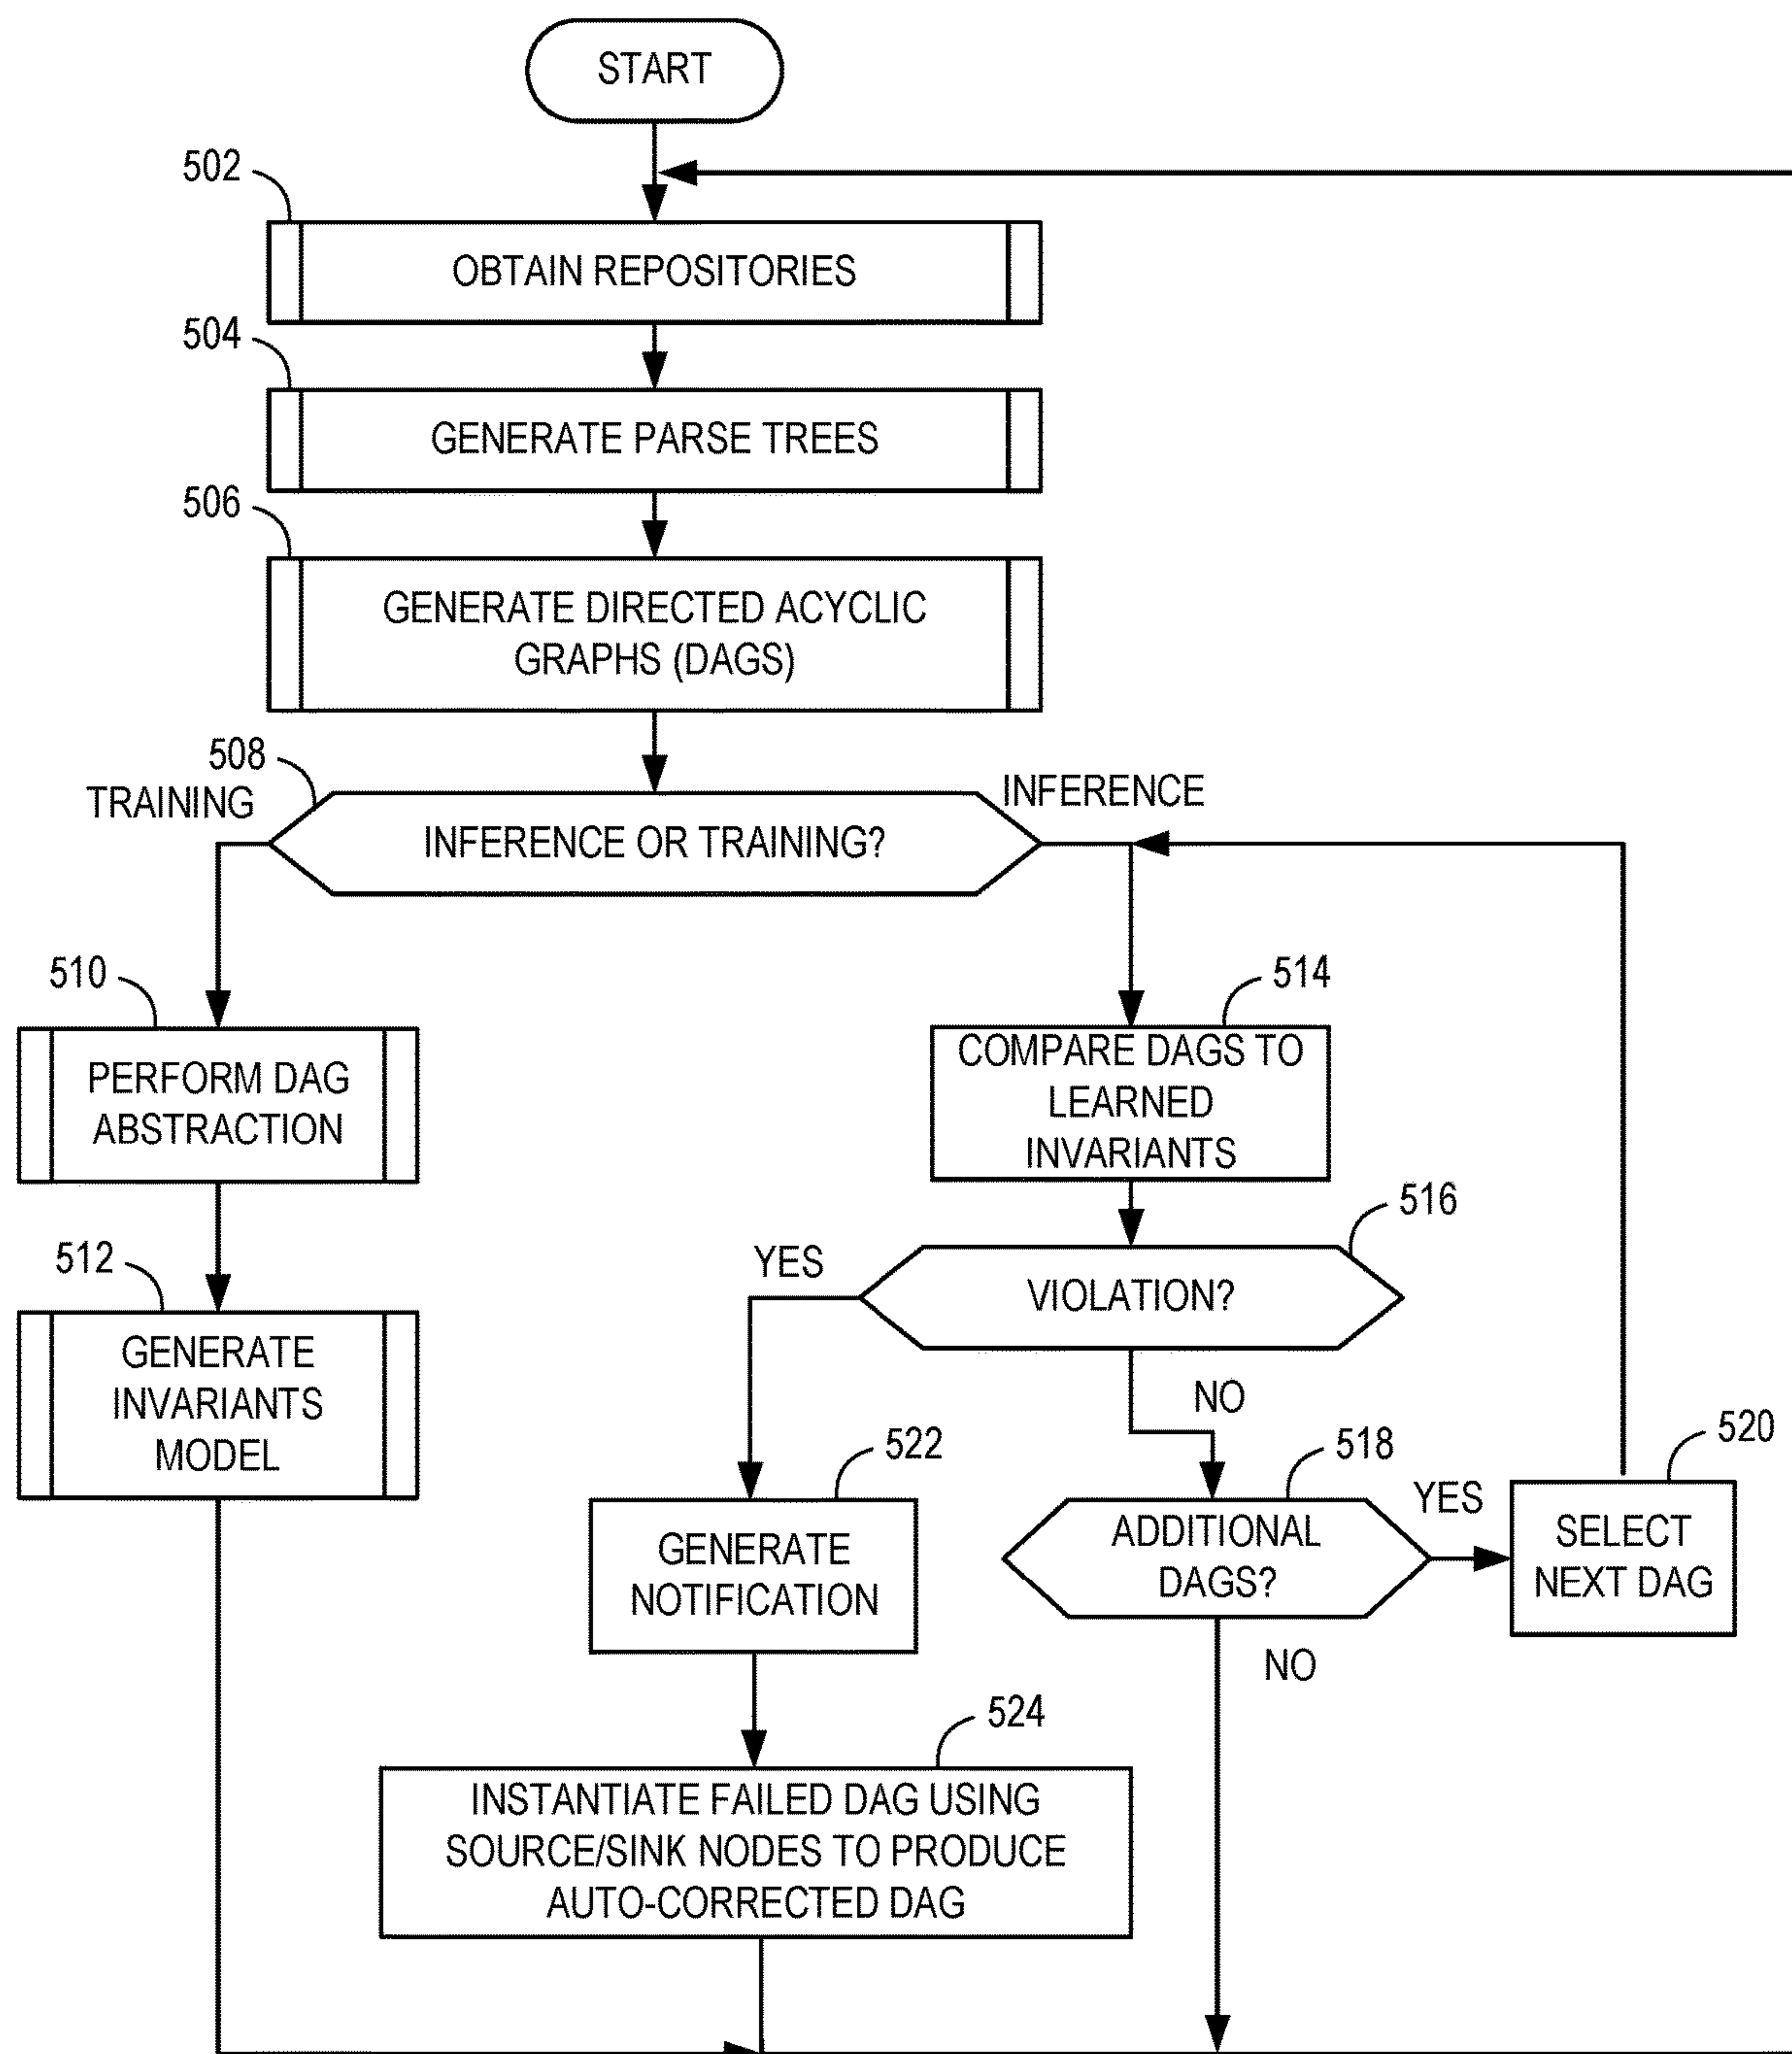 START
502
OBTAIN REPOSITORIES
504
GENERATE PARSE TREES
506
GENERATE DIRECTED ACYCLIC
GRAPHS (DAGS)
508
TRAINING
INFERENCE
INFERENCE OR TRAINING?
510
PERFORM DAG
ABSTRACTION
512
GENERATE
INVARIANTS
MODEL
514
COMPARE DAGS TO
LEARNED
INVARIANTS
516
YES
VIOLATION?
NO
522
GENERATE
NOTIFICATION
518
ADDITIONAL
DAGS?
YES
NO
520
SELECT
NEXT DAG
524
INSTANTIATE FAILED DAG USING
SOURCE/SINK NODES TO PRODUCE
AUTO-CORRECTED DAG